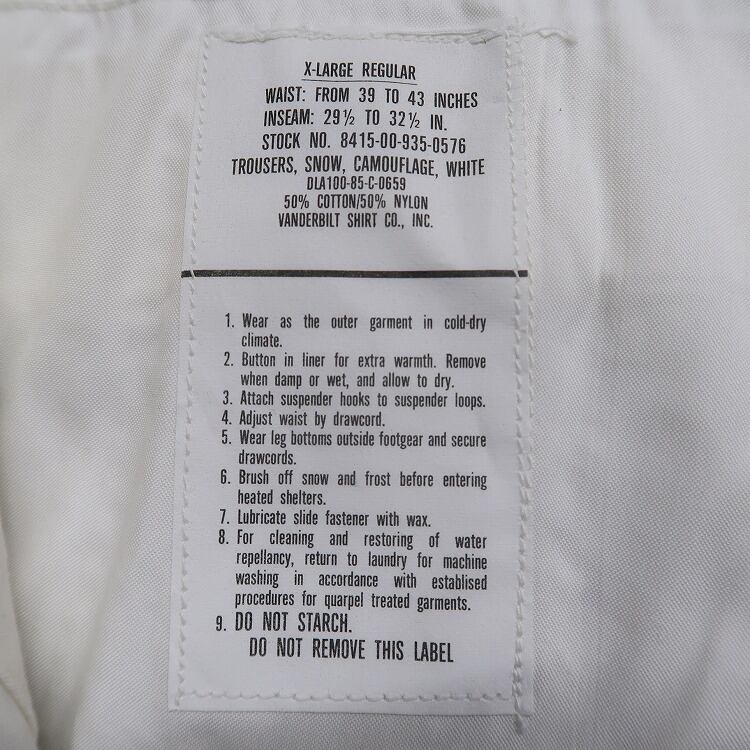 X-LARGE REGULAR
WAIST: FROM 39 TO 43 INCHES
INSEAM: 29½ TO 32½ IN.
STOCK NO. 8415-00-935-0576
TROUSERS, SNOW, CAMOUFLAGE, WHITE
DLA100-85-C-0659
50% COTTON/50% NYLON
VANDERBILT SHIRT CO., INC.
1. Wear as the outer garment in cold-dry
climate.
2. Button in liner for extra warmth. Remove
when damp or wet, and allow to dry.
3. Attach suspender hooks to suspender loops.
4. Adjust waist by drawcord.
5. Wear leg bottoms outside footgear and secure
drawcords.
6. Brush off snow and frost before entering
heated shelters.
7. Lubricate slide fastener with wax.
8. For cleaning and restoring of water
repellancy, return to laundry for machine
washing in accordance with establised
procedures for quarpel treated garments.
9. DO NOT STARCH.
DO NOT REMOVE THIS LABEL